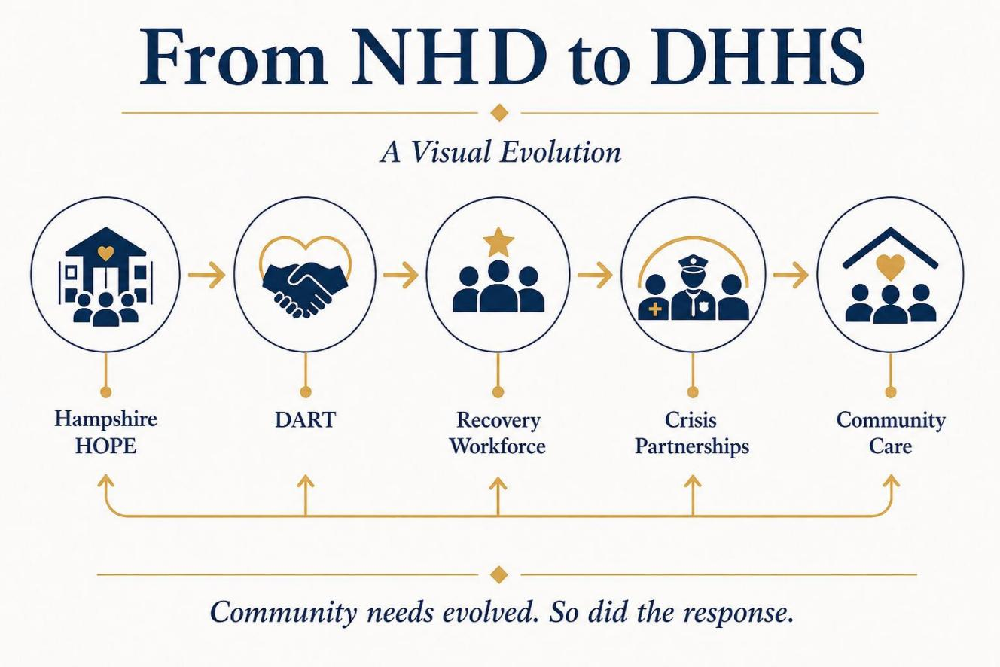 From NHD to DHHS
A Visual Evolution
Hampshire
HOPE
DART
Recovery
Workforce
Crisis
Partnerships
Community
Care
Community needs evolved. So did the response.